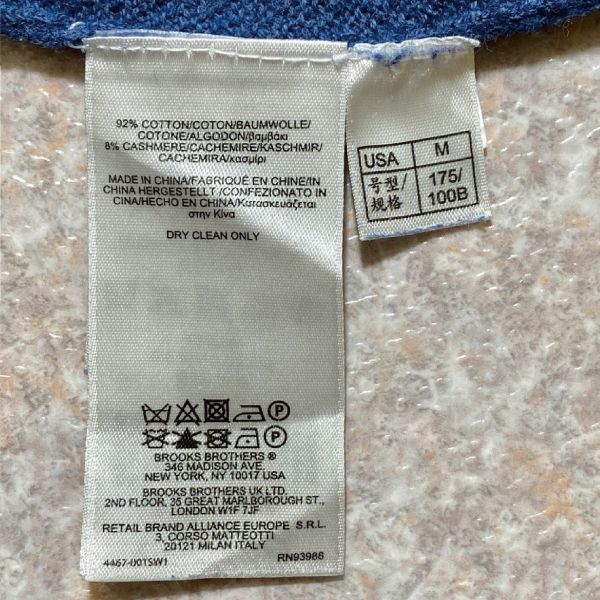 92% COTTON/COTON/BAUMWOLLE/
COTONE/ALGODON/βαμβάκι
8% CASHMERE/CACHEMIRE/KASCHMIR/
CACHEMIRA/κασμίρι
MADE IN CHINA/FABRIQUÉ EN CHINE/IN
CHINA HERGESTELLT/CONFEZIONATO IN
CINA/HECHO EN CHINA/Κατασκευάζεται
στην Κίνα
DRY CLEAN ONLY
P
P
BROOKS BROTHERS ®
346 MADISON AVE.
NEW YORK, NY 10017 USA
BROOKS BROTHERS UK LTD.
2ND FLOOR, 35 GREAT MARLBOROUGH ST.,
LONDON W1F 7JF
RETAIL BRAND ALLIANCE EUROPE S.R.L.
3, CORSO MATTEOTTI
20121 MILAN ITALY
4467-001SW1 RN93986
USA M
号型/ 175/
规格 100B